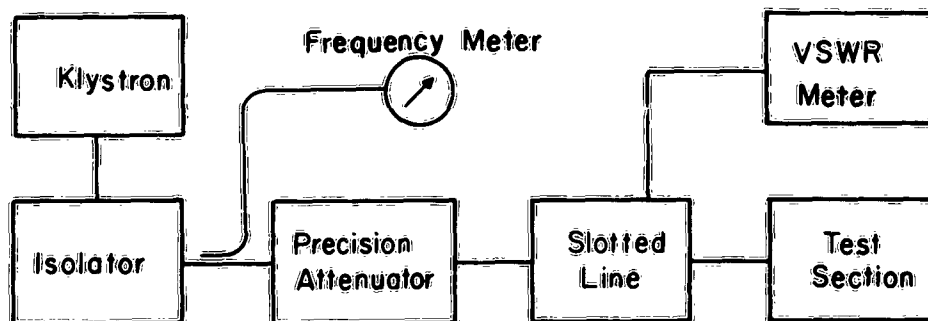 Klystron
Frequency Meter
VSWR
Meter
Isolator
Precision
Attenuator
Slotted
Line
Test
Section